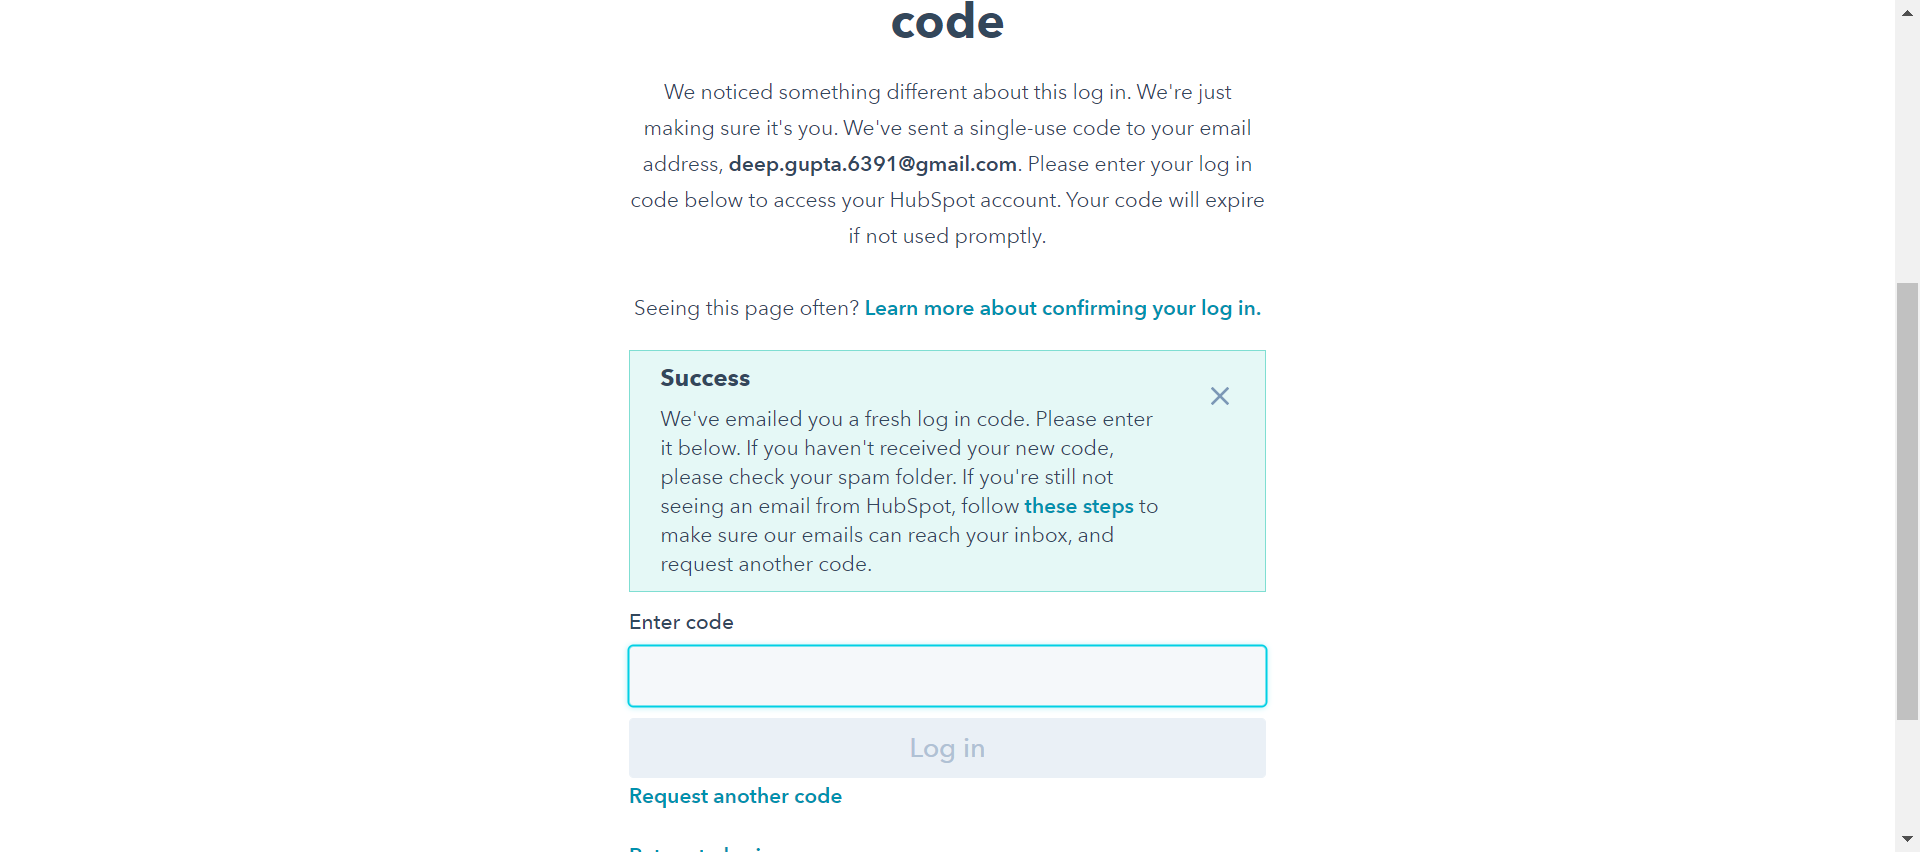 code
We noticed something different about this log in. We're just
making sure it's you. We've sent a single-use code to your email
address, deep.gupta.6391@gmail.com. Please enter your log in
code below to access your HubSpot account. Your code will expire
if not used promptly.
Seeing this page often? Learn more about confirming your log in.
Success
We've emailed you a fresh log in code. Please enter
it below. If you haven't received your new code,
please check your spam folder. If you're still not
seeing an email from HubSpot, follow these steps to
make sure our emails can reach your inbox, and
request another code.
Enter code
Log in
Request another code